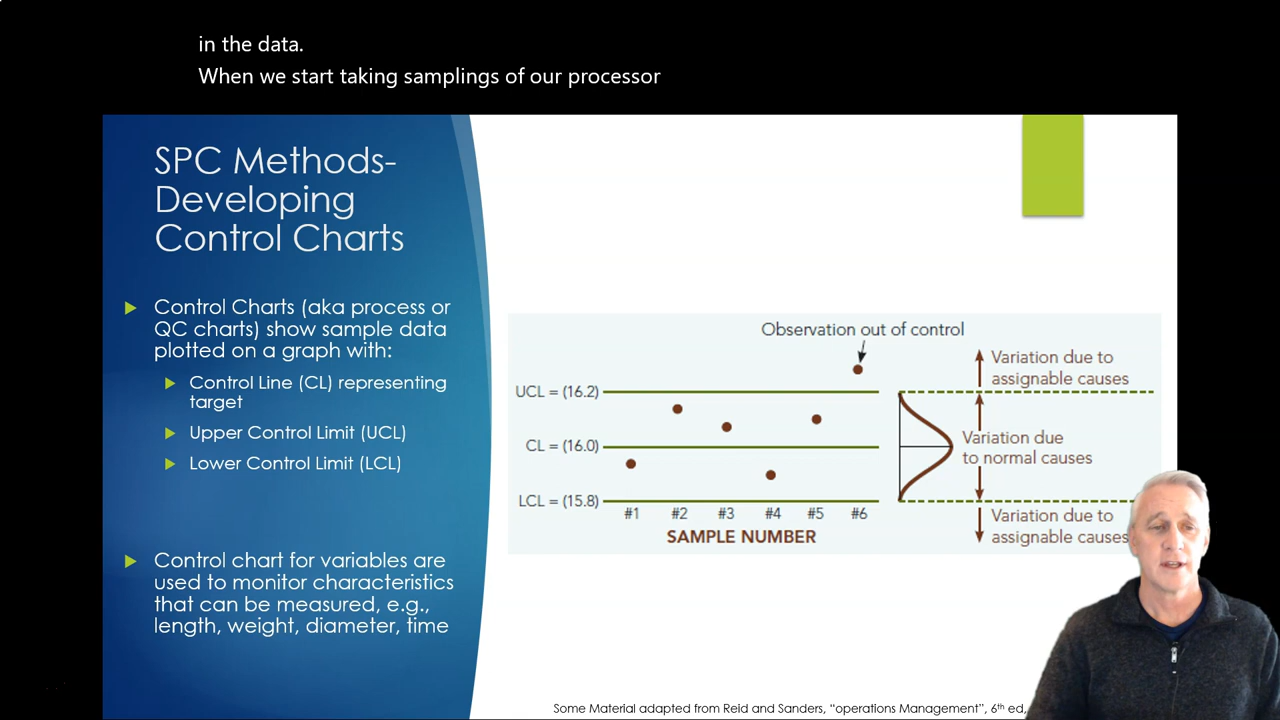 in the data.
When we start taking samplings of our processor
SPC Methods-
Developing
Control Charts
Control Charts (aka process or
QC charts) show sample data
plotted on a graph with:
Control Line (CL) representing
target
Upper Control Limit (UCL)
Lower Control Limit (LCL)
Control chart for variables are
used to monitor characteristics
that can be measured, e.g.,
length, weight, diameter, time
Observation out of control
UCL = (16.2)
CL = (16.0)
LCL = (15.8)
#1 #2 #3 #4 #5 #6
SAMPLE NUMBER
Variation due to
assignable causes
Variation due
to normal causes
Variation due to
assignable causes
Some Material adapted from Reid and Sanders, “operations Management”, 6th ed,